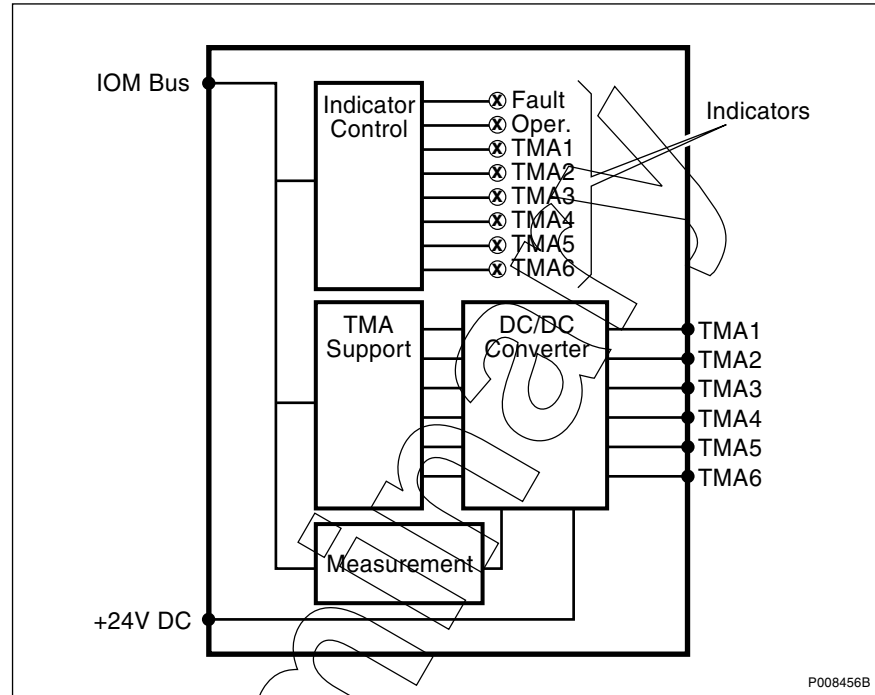 IOM Bus
Indicator
Control
Fault
Oper.
TMA1
TMA2
TMA3
TMA4
TMA5
TMA6
Indicators
TMA
Support
DC/DC
Converter
TMA1
TMA2
TMA3
TMA4
TMA5
TMA6
Measurement
+24V DC
P008456B